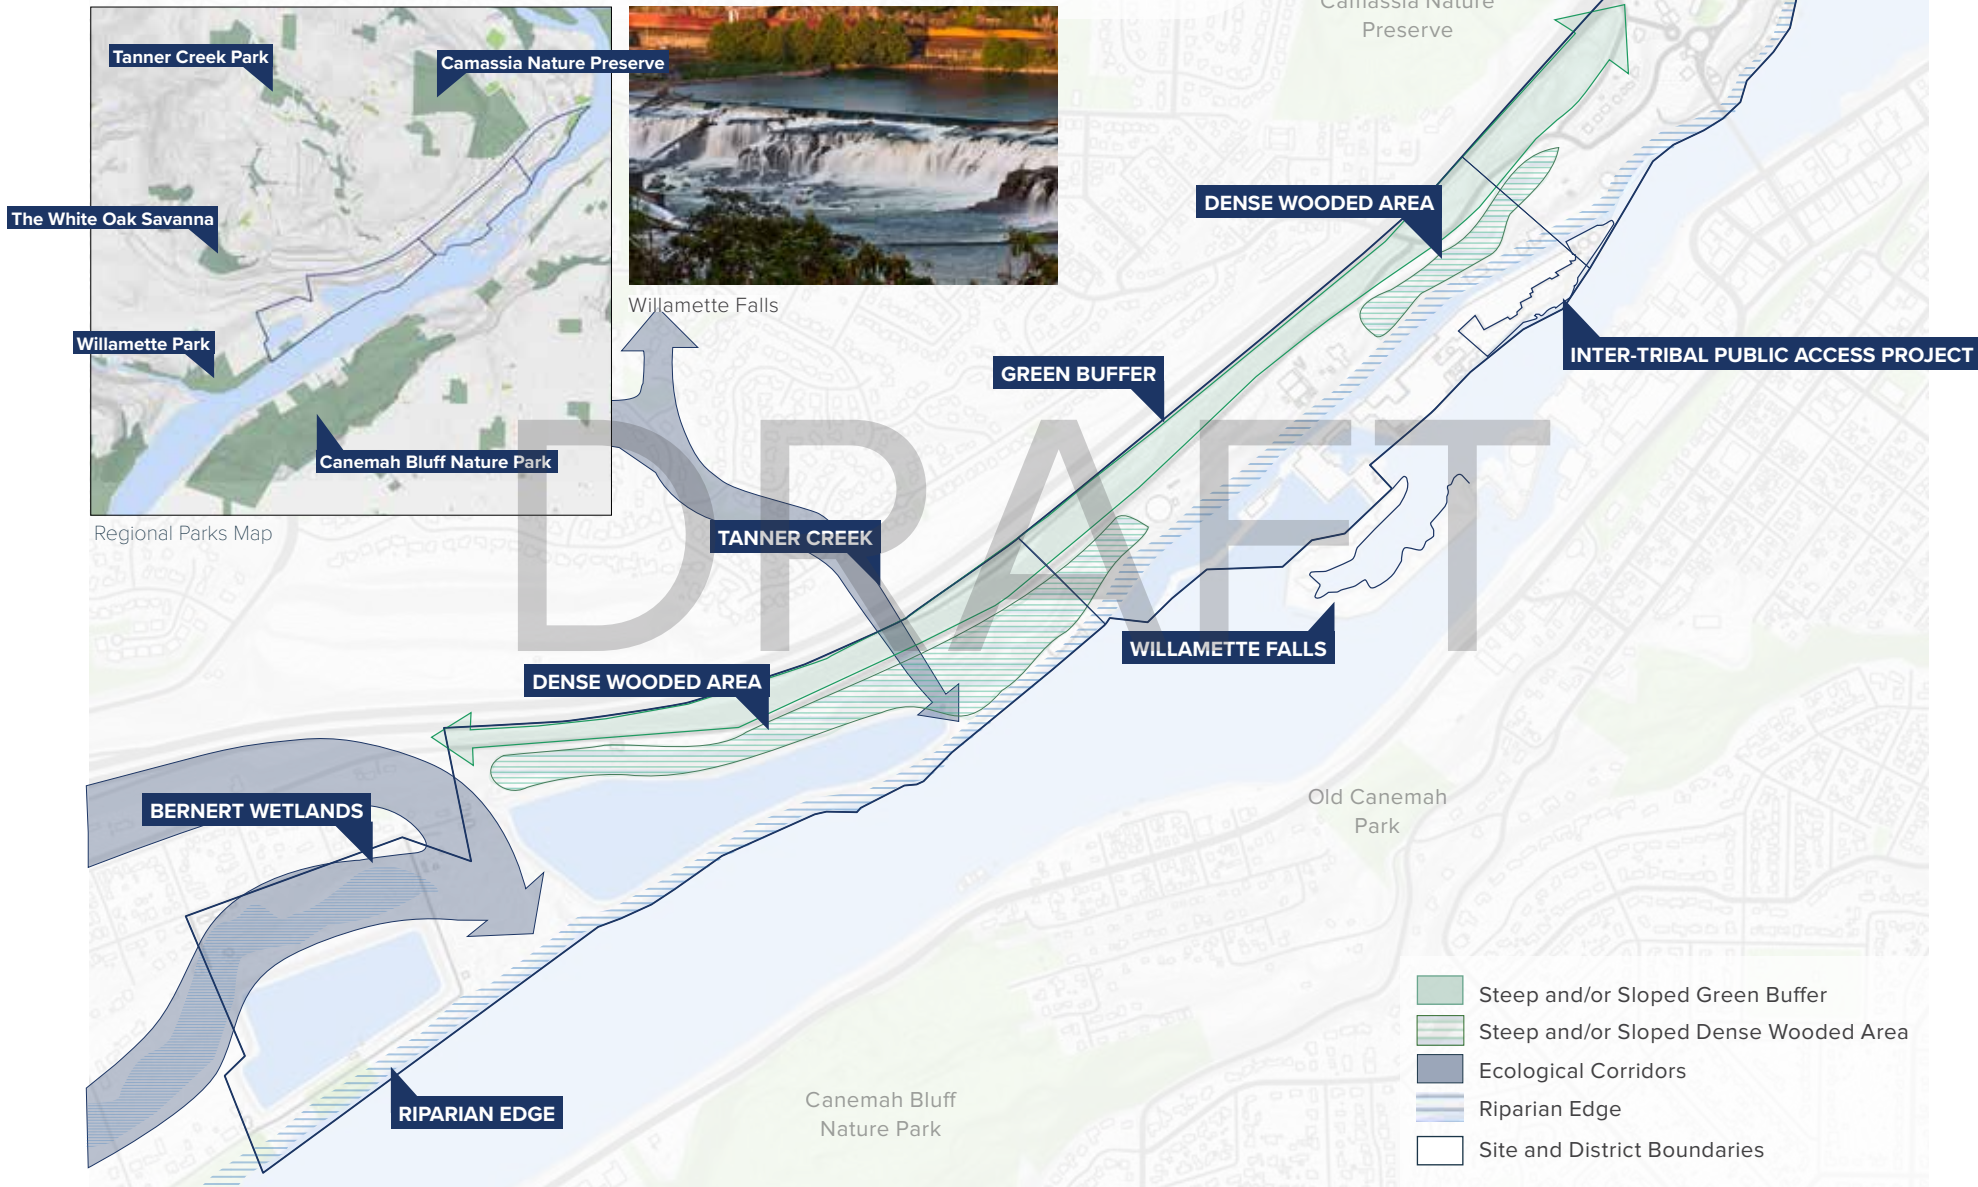 Camassia Nature
Preserve
Tanner Creek Park
Camassia Nature Preserve
The White Oak Savanna
Willamette Park
Canemah Bluff Nature Park
Regional Parks Map
Willamette Falls
DENSE WOODED AREA
INTER-TRIBAL PUBLIC ACCESS PROJECT
GREEN BUFFER
DRAFT
TANNER CREEK
WILLAMETTE FALLS
DENSE WOODED AREA
BERNERT WETLANDS
Old Canemah
Park
RIPARIAN EDGE
Canemah Bluff
Nature Park
Steep and/or Sloped Green Buffer
Steep and/or Sloped Dense Wooded Area
Ecological Corridors
Riparian Edge
Site and District Boundaries